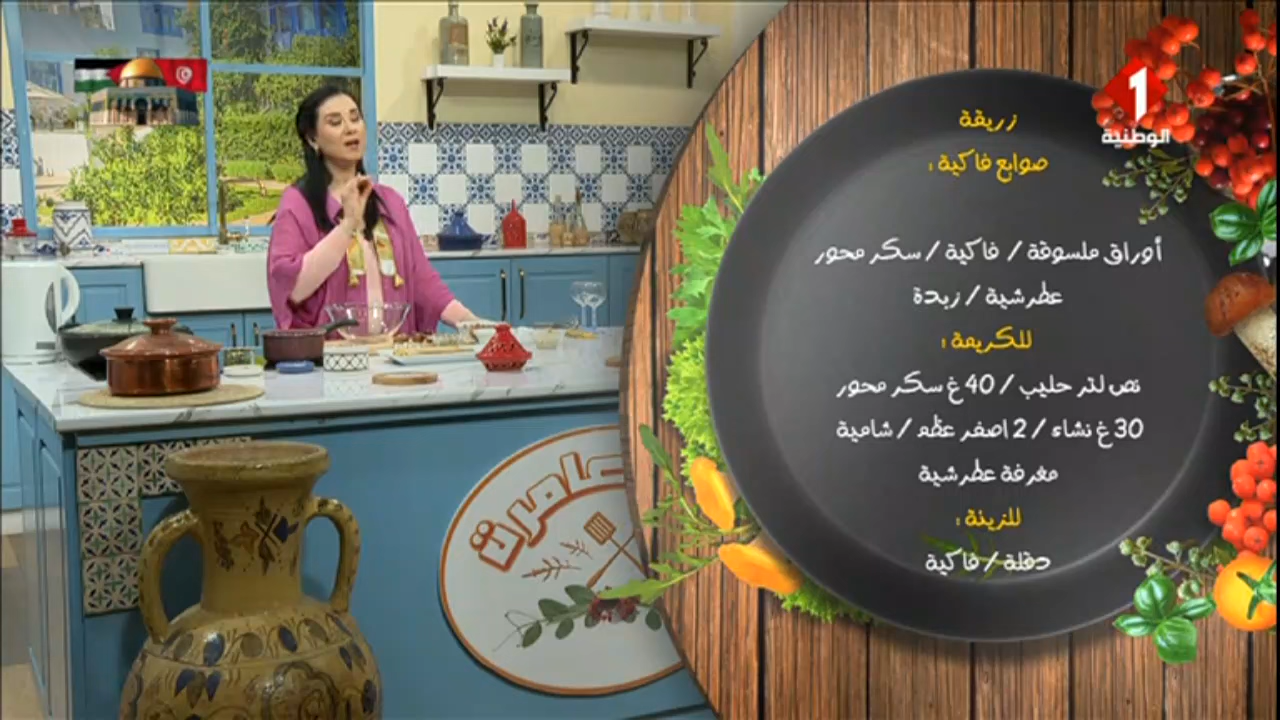 زريقة
صوابع فاكية :
أوراق ملسوقة / فاكية / سكر محور
عطرشية / زبدة
للكريمة :
نص لتر حليب / 40 غ سكر محور
30 غ نشاء / 2 اصفر عظم / شامية
مغرفة عطرشية
للزينة :
دقلة / فاكية
1
الوطنية